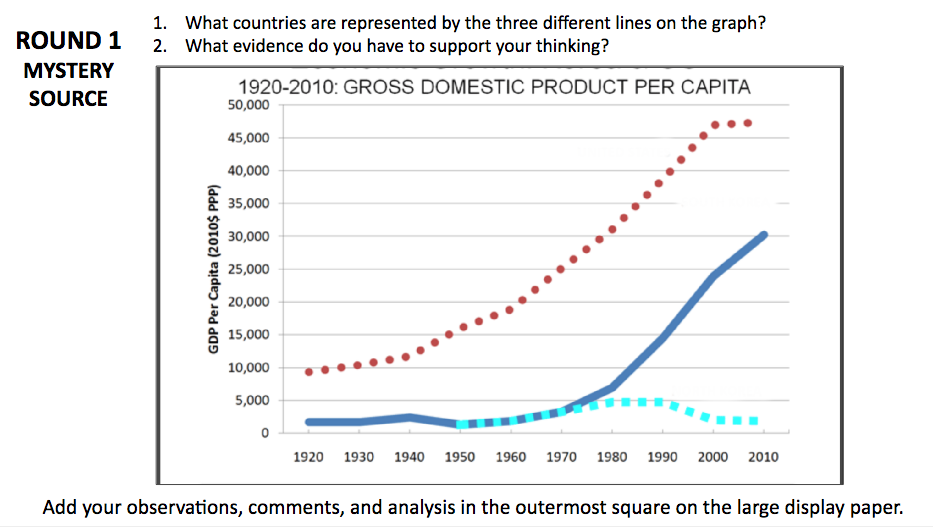 ROUND 1
MYSTERY
SOURCE
1. What countries are represented by the three different lines on the graph?
2. What evidence do you have to support your thinking?
1920-2010: GROSS DOMESTIC PRODUCT PER CAPITA
GDP Per Capita (2010$ PPP)
50,000
45,000
40,000
35,000
30,000
25,000
20,000
15,000
10,000
5,000
0
1920 1930 1940 1950 1960 1970 1980 1990 2000 2010
Add your observations, comments, and analysis in the outermost square on the large display paper.